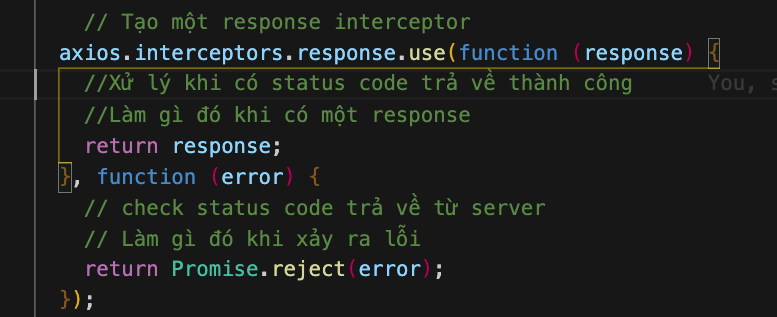 // Tạo một response interceptor
axios.interceptors.response.use(function (response) {
//Xử lý khi có status code trả về thành công You,
//Làm gì đó khi có một response
return response;
}, function (error) {
// check status code trả về từ server
// Làm gì đó khi xảy ra lỗi
return Promise.reject(error);
});